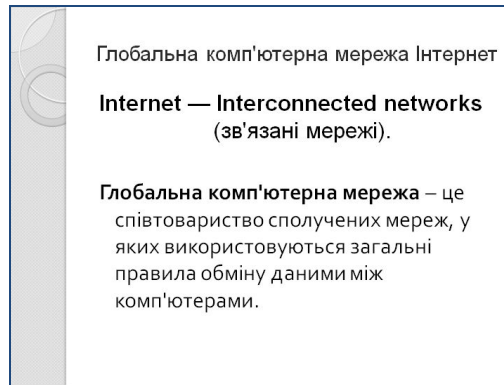 Глобальна комп'ютерна мережа Інтернет
Internet — Interconnected networks
(зв'язані мережі).
Глобальна комп'ютерна мережа – це
співтовариство сполучених мереж, у
яких використовуються загальні
правила обміну даними між
комп'ютерами.